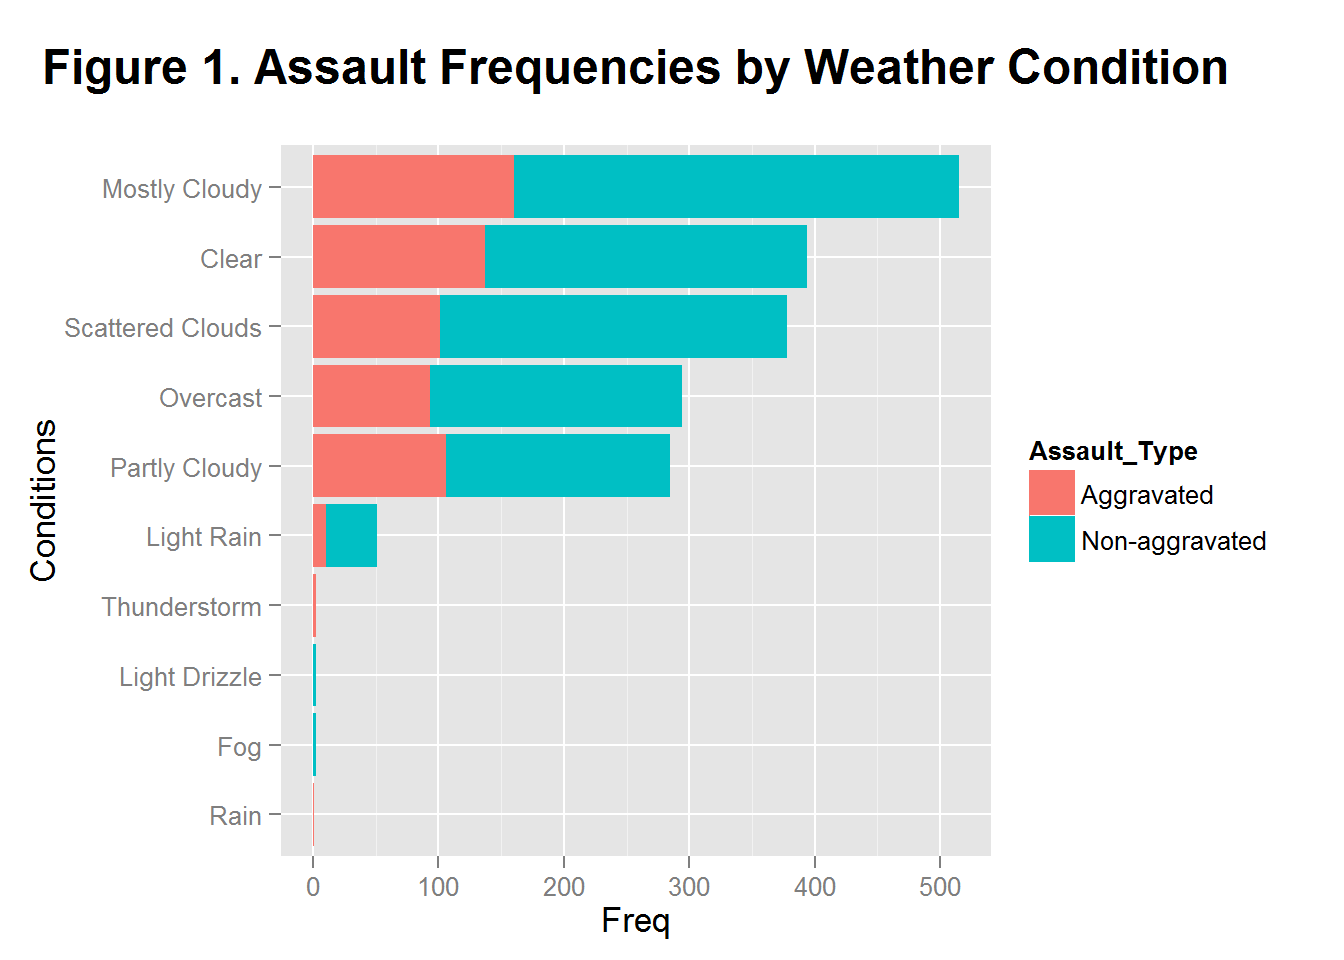 Figure 1. Assault Frequencies by Weather Condition
Mostly Cloudy
Clear
Scattered Clouds
Overcast
Partly Cloudy
Light Rain
Thunderstorm
Light Drizzle
Fog
Rain
Conditions
0 100 200 300 400 500
Freq
Assault_Type
Aggravated
Non-aggravated